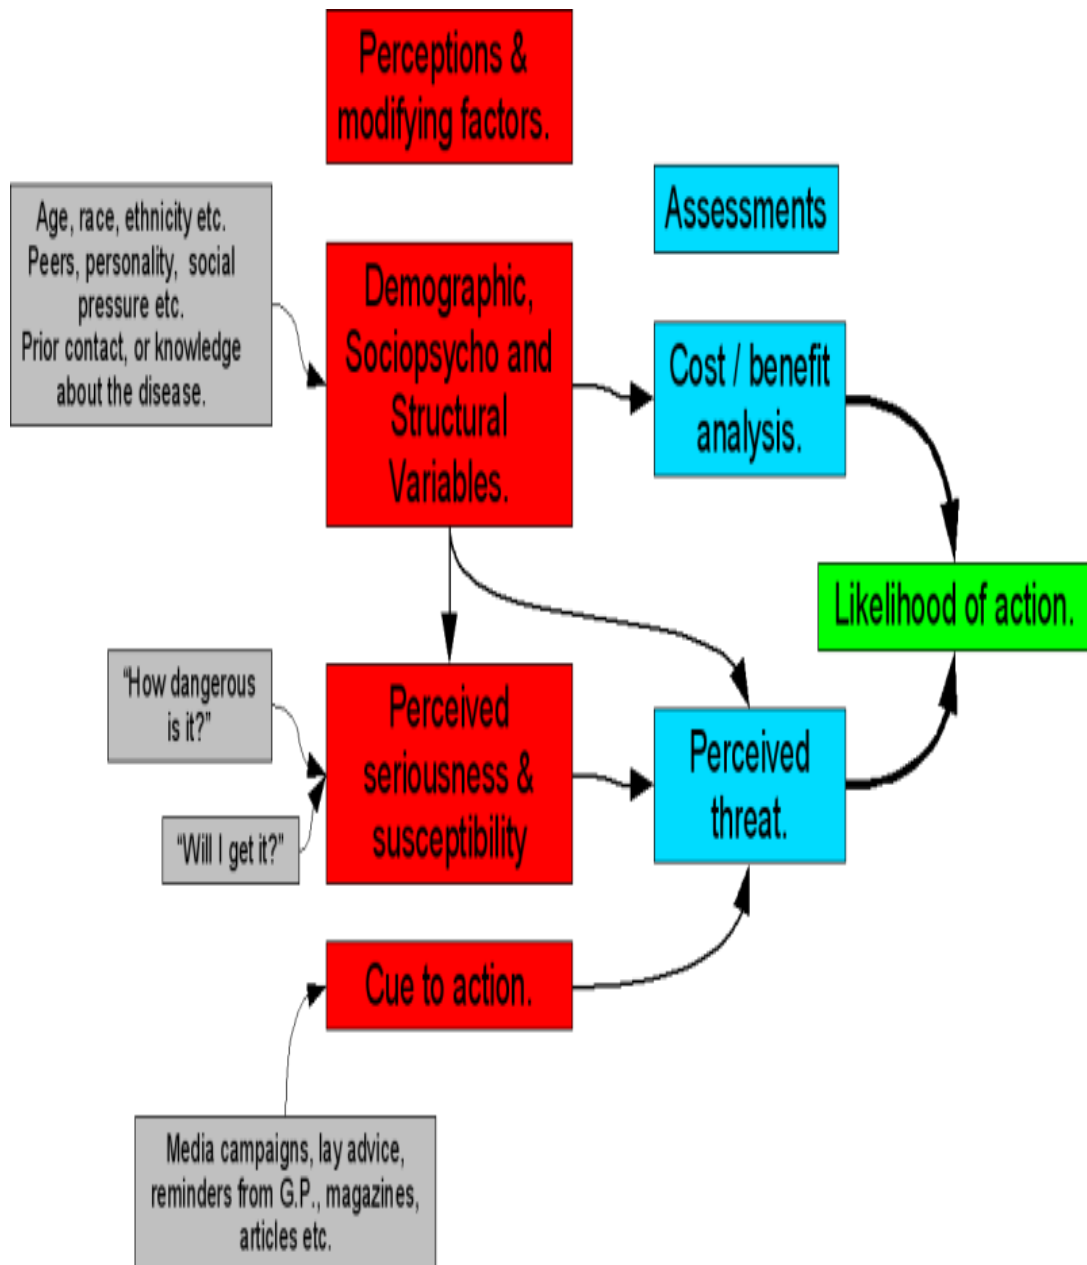 Perceptions &
modifying factors.
Assessments
Age, race, ethnicity etc.
Peers, personality, social
pressure etc.
Prior contact, or knowledge
about the disease.
Demographic,
Sociopsycho and
Structural
Variables.
Cost / benefit
analysis.
Likelihood of action.
“How dangerous
is it?”
“Will I get it?”
Perceived
seriousness &
susceptibility
Perceived
threat.
Cue to action.
Media campaigns, lay advice,
reminders from G.P., magazines,
articles etc.